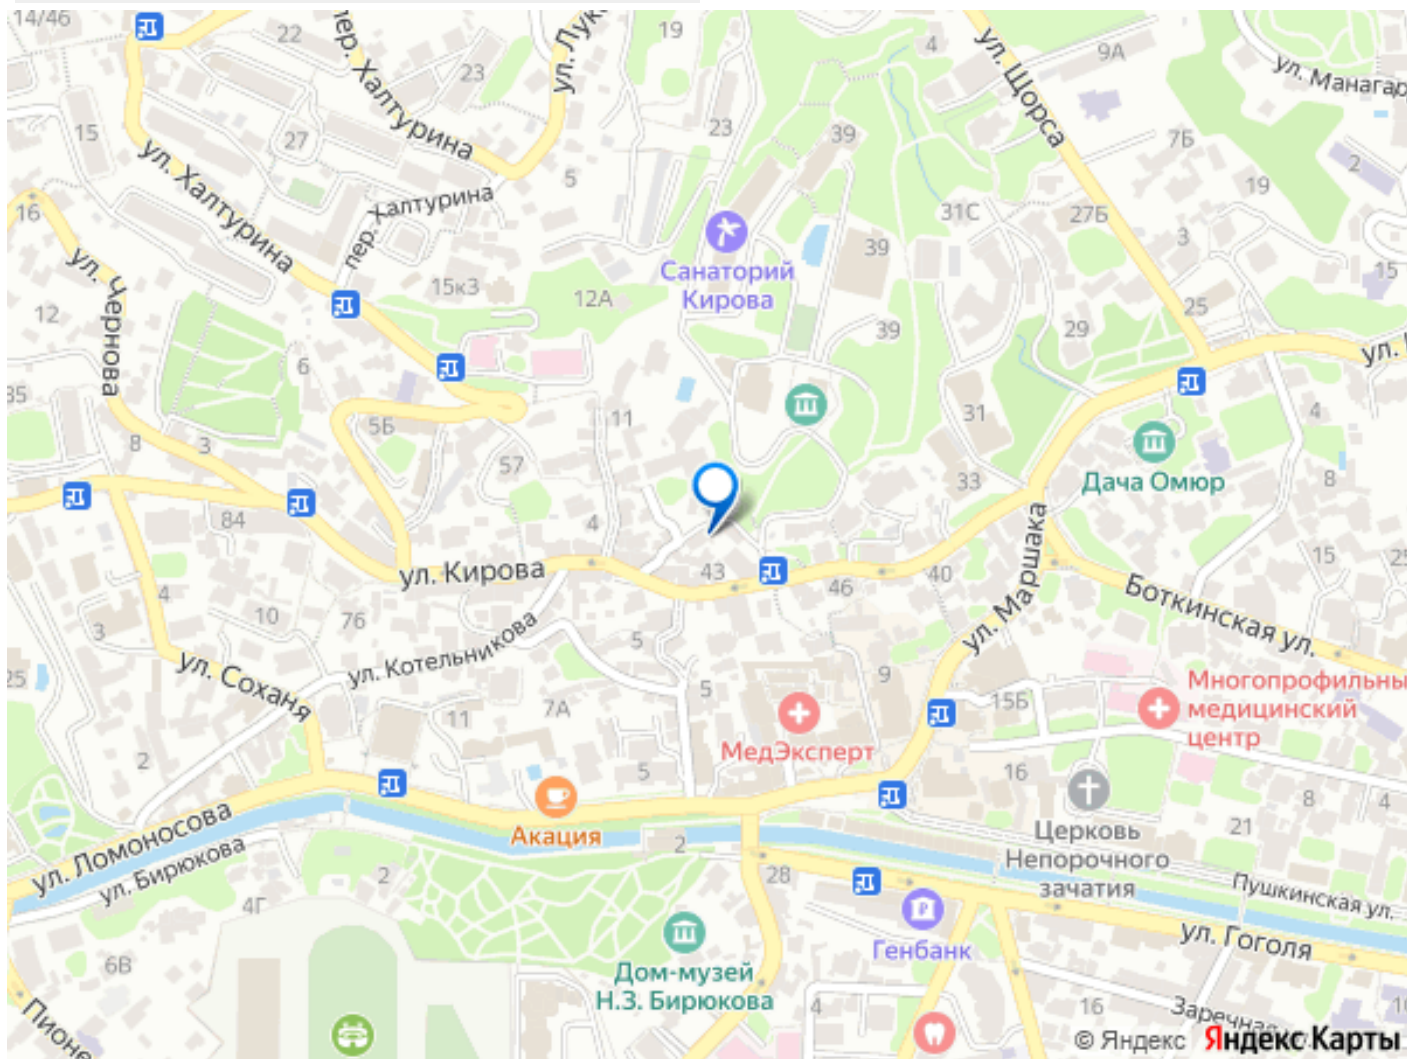 14/46
22
пер. Халтурина
ул. Лук
19
4
ул. Щорса
9А
ул. Манагар
15
27
23
23
39
7Б
2
ул. Халтурина
5
пер. Халтурина
16
31С
27Б
19
3
ул. Чернова
Санаторий
Кирова
39
15
12
15к3
12А
25
39
29
6
ул.
35
5Б
11
31
4
8
3
57
Дача Омюр
33
8
84
4
ул. Маршака
ул. Кирова
43
46
40
15
4
3
10
7Б
ул. Котельникова
5
ул. Маршака
Боткинская ул.
25
ул. Соханя
5
9
11
7А
15Б
Многопрофильны
медицинский
центр
МедЭксперт
2
5
16
8
4
ул. Ломоносова
Акация
21
Церковь
Непорочного
зачатия
ул. Бирюкова
2
2
28
Пушкинская ул.
4Г
Генбанк
ул. Гоголя
6В
Дом-музей
Н.З. Бирюкова
4
16
Заречная
Пионе
© Яндекс Яндекс Карты